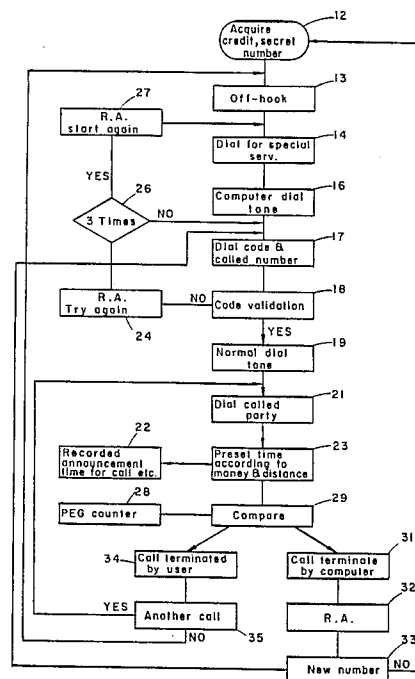 12
Acquire
credit, secret
number
13
Off-hook
27
R.A.
start again
14
Dial for special
serv.
YES
26
3 Times
NO
16
Computer dial
tone
17
Dial code &
called number
R.A.
Try again
24
NO
18
Code validation
YES
19
Normal dial
tone
21
Dial called
party
22
Recorded
announcement
time for call etc.
23
Preset time
according to
money & distance
28
PEG counter
29
Compare
34
Call terminated
by user
31
Call terminate
by computer
YES
Another call
35
NO
32
R.A.
33
New number
NO